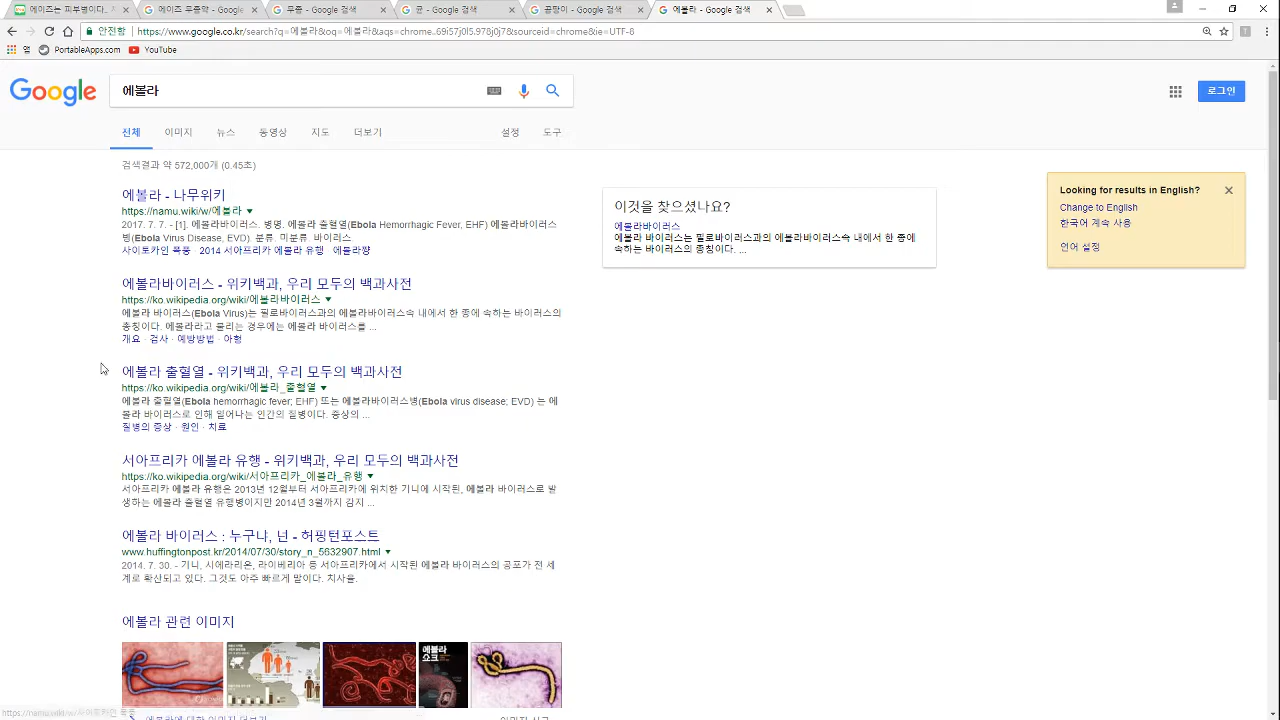 에이즈는 피부병이다.
에이즈 무좀약 - Google
무좀 - Google 검색
균 - Google 검색
곰팡이 - Google 검색
에볼라 - Google 검색
안전함 https://www.google.co.kr/search?q=에볼라&oq=에볼라&aqs=chrome..69i57j0l5.978j0j7&sourceid=chrome&ie=UTF-8
앱 PortableApps.com YouTube
Google 에볼라 로그인
전체 이미지 뉴스 동영상 지도 더보기 설정 도구
검색결과 약 572,000개 (0.45초)
에볼라 - 나무위키
https://namu.wiki/w/에볼라
2017. 7. 7. - [1]. 에볼라바이러스. 병명. 에볼라 출혈열(Ebola Hemorrhagic Fever, EHF) 에볼라바이러스
병(Ebola Virus Disease, EVD). 분류. 미분류. 바이러스
사이토카인 폭풍 · 2014 서아프리카 에볼라 유행 · 에볼라쨩
에볼라바이러스 - 위키백과, 우리 모두의 백과사전
https://ko.wikipedia.org/wiki/에볼라바이러스
에볼라 바이러스(Ebola Virus)는 필로바이러스과의 에볼라바이러스속 내에서 한 종에 속하는 바이러스의
총칭이다. 에볼라라고 불리는 경우에는 에볼라 바이러스를 ...
개요 · 검사 · 예방방법 · 아형
에볼라 출혈열 - 위키백과, 우리 모두의 백과사전
https://ko.wikipedia.org/wiki/에볼라_출혈열
에볼라 출혈열(Ebola hemorrhagic fever; EHF) 또는 에볼라바이러스병(Ebola virus disease; EVD) 는 에
볼라 바이러스로 인해 일어나는 인간의 질병이다. 증상의 ...
질병의 증상 · 원인 · 치료
서아프리카 에볼라 유행 - 위키백과, 우리 모두의 백과사전
https://ko.wikipedia.org/wiki/서아프리카_에볼라_유행
서아프리카 에볼라 유행은 2013년 12월부터 서아프리카에 위치한 기니에 시작된, 에볼라 바이러스로 발
생하는 에볼라 출혈열 유행병이지만 2014년 3월까지 감지 ...
에볼라 바이러스 : 누구냐, 넌 - 허핑턴포스트
www.huffingtonpost.kr/2014/07/30/story_n_5632907.html
2014. 7. 30. - 기니, 시에라리온, 라이베리아 등 서아프리카에서 시작된 에볼라 바이러스의 공포가 전 세
계로 확산되고 있다. 그것도 아주 빠르게 말이다. 치사율.
에볼라 관련 이미지
에볼라
쇼크
이것을 찾으셨나요?
에볼라바이러스
에볼라 바이러스는 필로바이러스과의 에볼라바이러스속 내에서 한 종에
속하는 바이러스의 총칭이다. ...
Looking for results in English?
Change to English
한국어 계속 사용
언어 설정